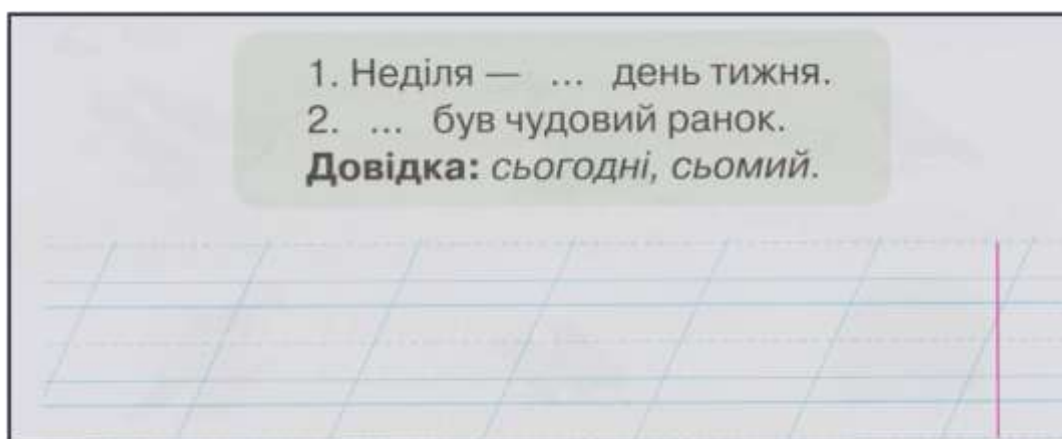 1. Неділя — ... день тижня.
2. ... був чудовий ранок.
Довідка: сьогодні, сьомий.